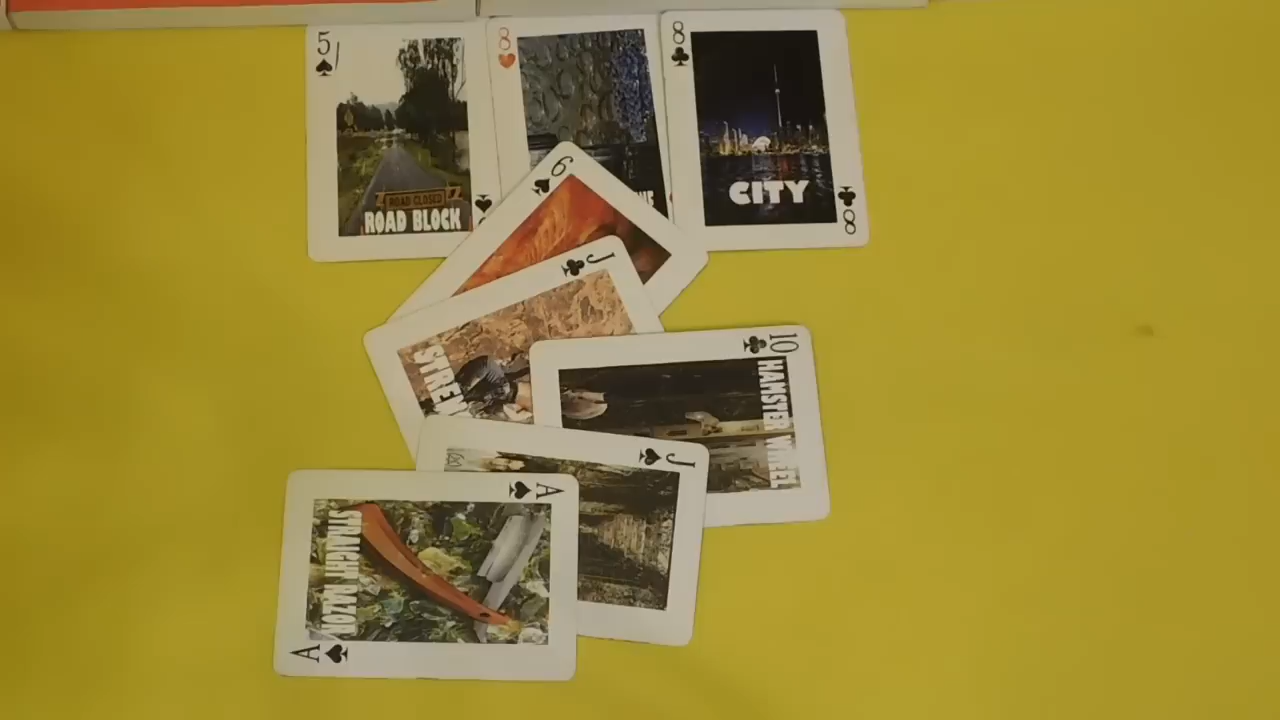 5
8
8
ROAD CLOSED
ROAD BLOCK
CITY
8
6
J
10
HAMSTER WHEEL
J
A
STRAIGHT RAZOR
A